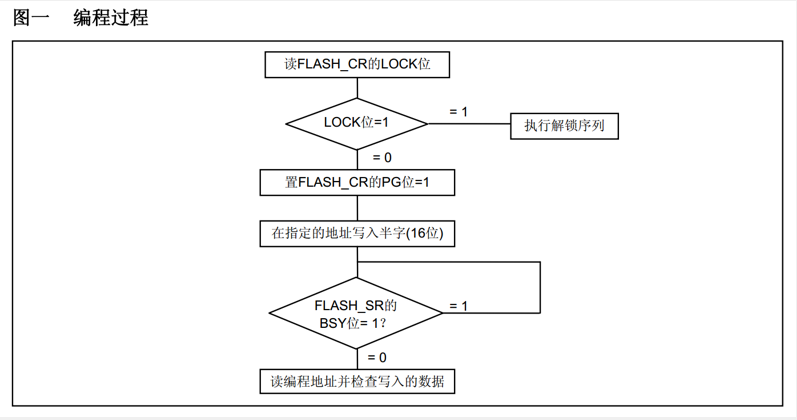 图一 编程过程
读FLASH_CR的LOCK位
LOCK位=1
= 1
执行解锁序列
= 0
置FLASH_CR的PG位=1
在指定的地址写入半字(16位)
FLASH_SR的
BSY位= 1？
= 1
= 0
读编程地址并检查写入的数据